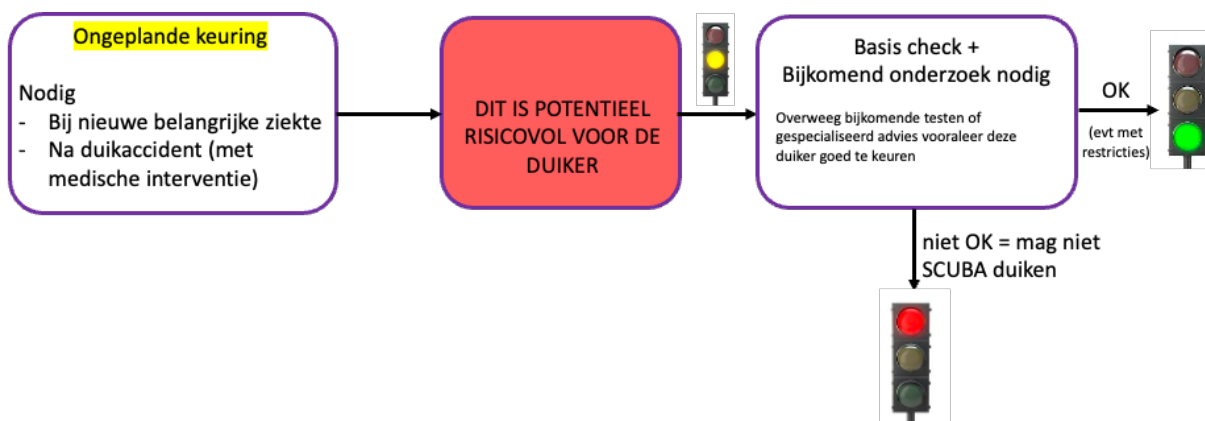 Ongeplande keuring
Nodig
- Bij nieuwe belangrijke ziekte
- Na duikaccident (met
medische interventie)
DIT IS POTENTIEEL
RISICOVOL VOOR DE
DUIKER
Basis check +
Bijkomend onderzoek nodig
Overweeg bijkomende testen of
gespecialiseerd advies vooraleer deze
duiker goed te keuren
OK
(evt met
restricties)
niet OK = mag niet
SCUBA duiken